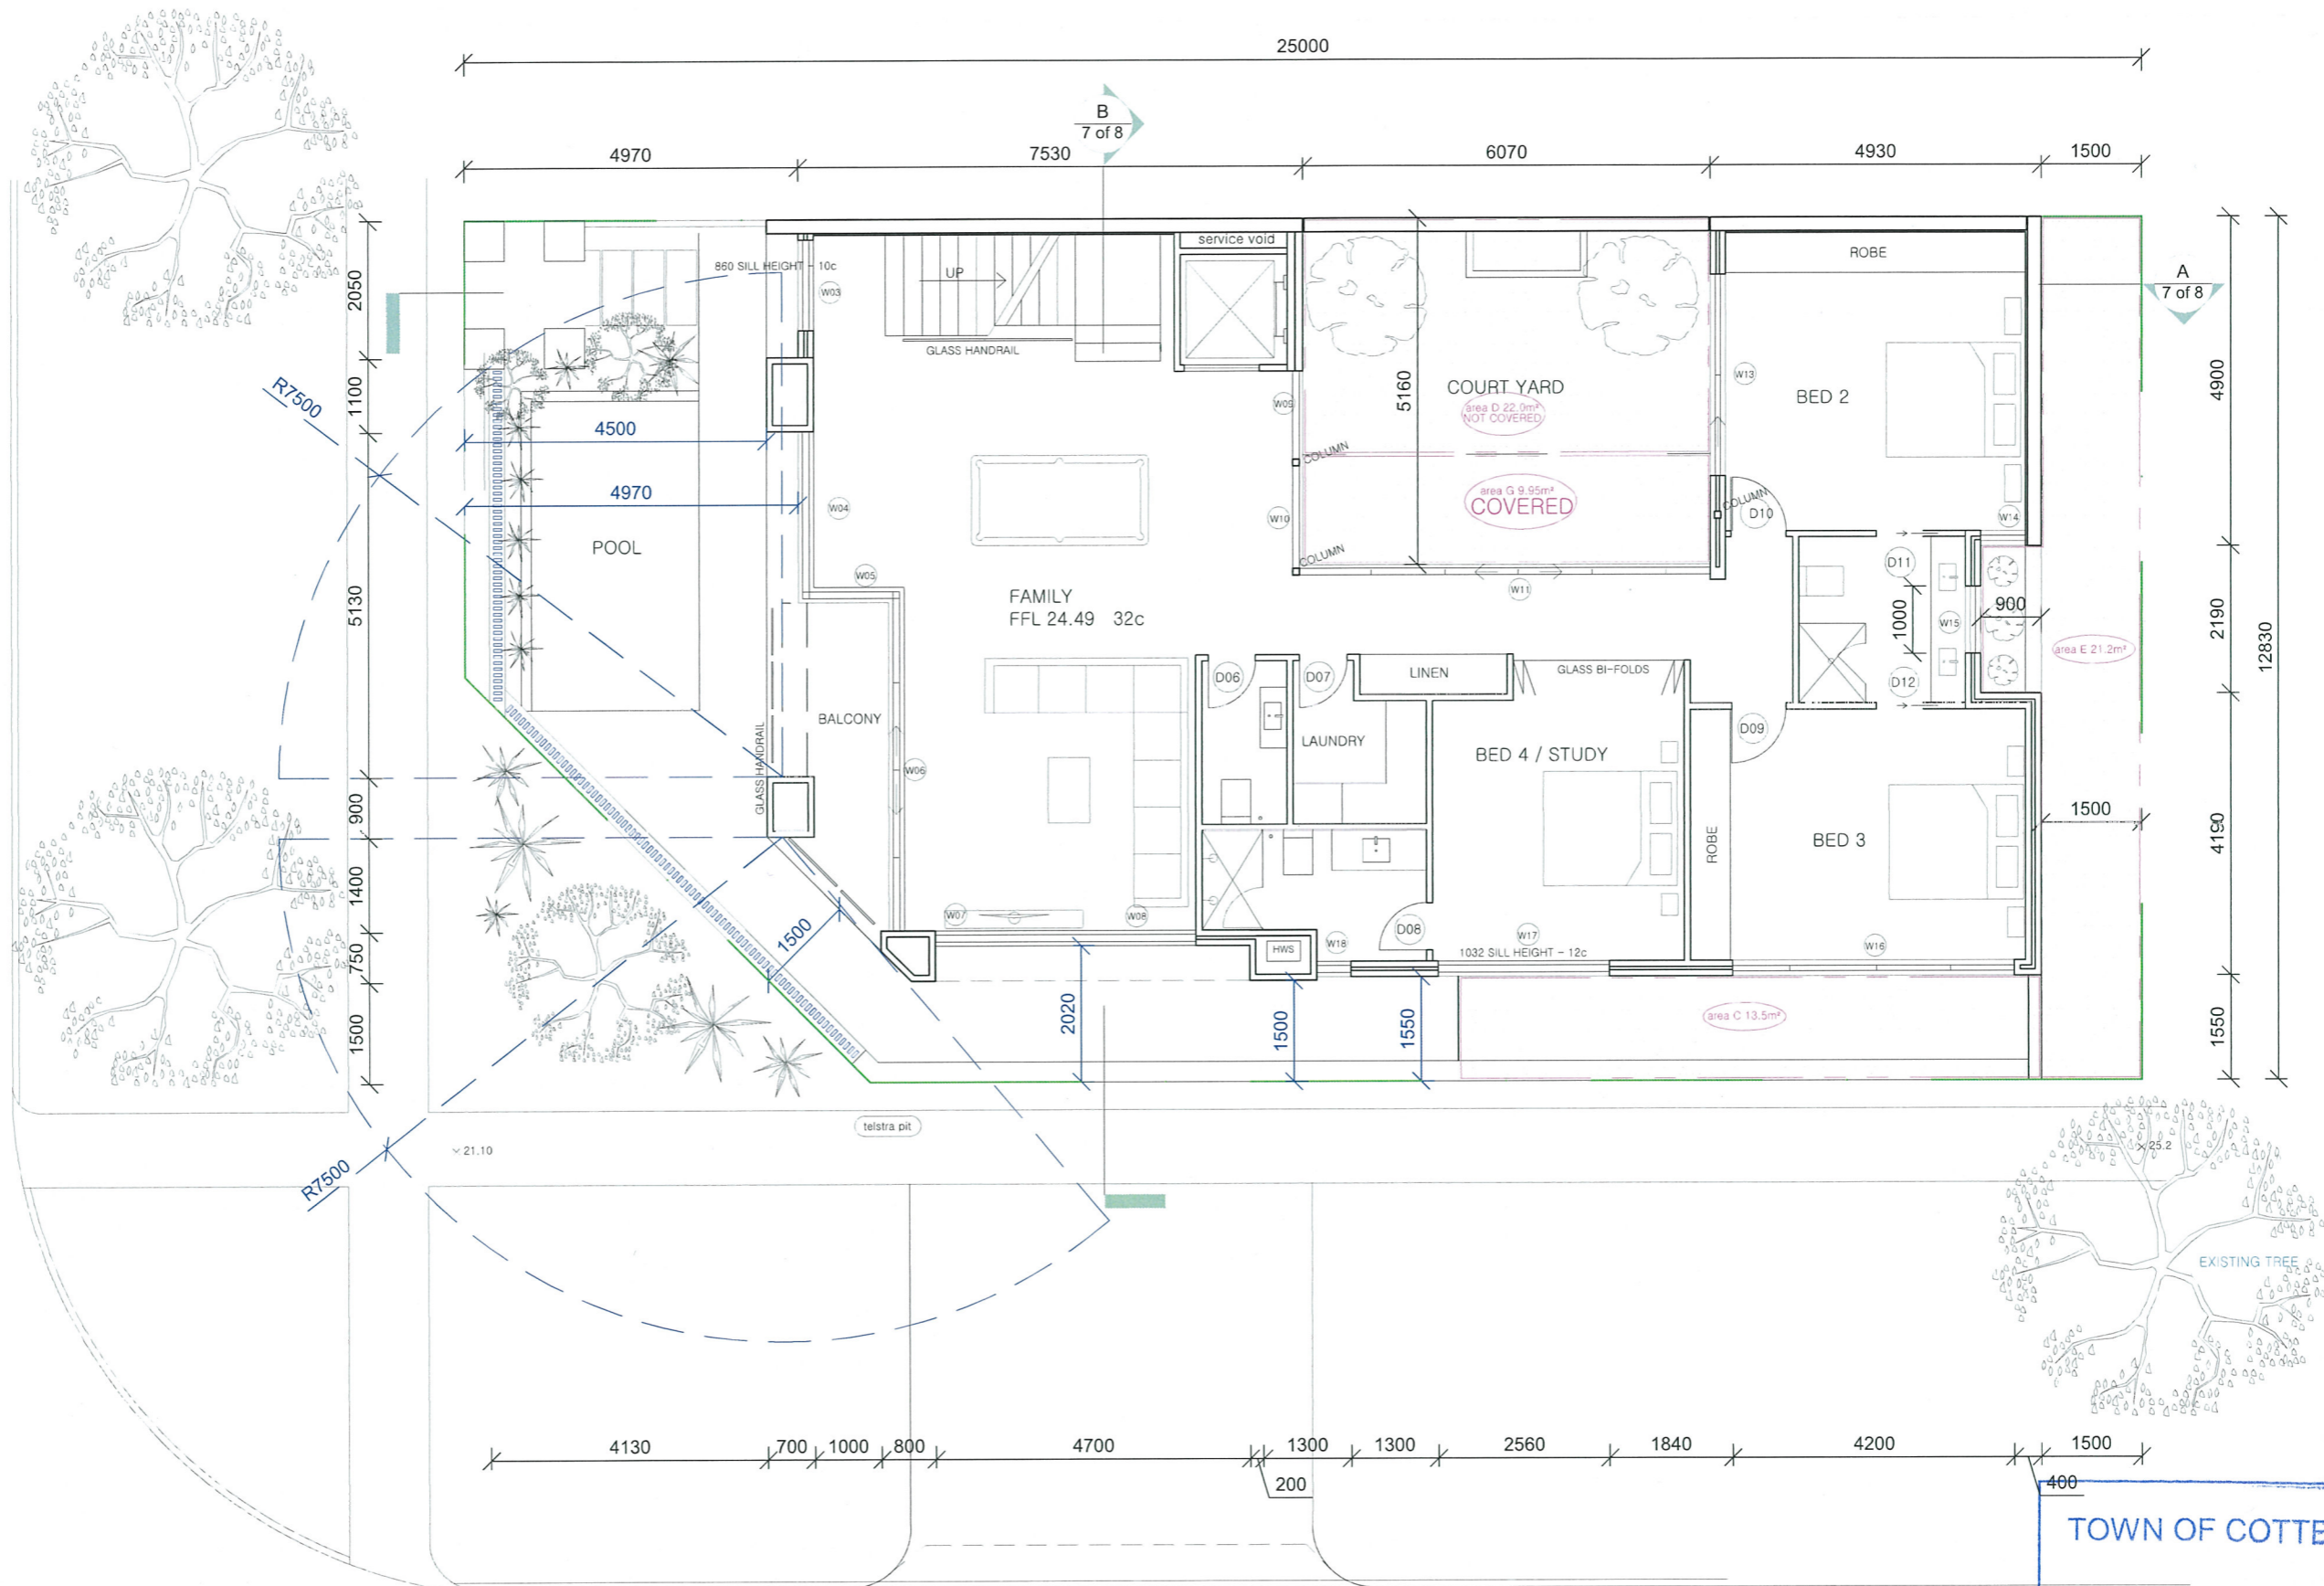 25000
B
7 of 8
4970
7530
6070
4930
1500
service void
860 SILL HEIGHT - 10c
W03
UP
GLASS HANDRAIL
ROBE
A
7 of 8
2050
1100
5130
900
1400
750
1500
R7500
4500
4970
POOL
W04
W05
W09
W10
COLUMN
COLUMN
5160
COURT YARD
area D 22.0m²
NOT COVERED
area G 9.95m²
COVERED
W13
BED 2
COLUMN
D10
W14
4900
2190
4190
1550
12830
FAMILY
FFL 24.49 32c
W11
D11
1000
W15
900
D12
area E 21.2m²
D06
D07
LINEN
GLASS BI-FOLDS
BALCONY
GLASS HANDRAIL
W06
LAUNDRY
BED 4 / STUDY
D09
ROBE
BED 3
1500
W07
W08
D08
HWS
W18
W17
1032 SILL HEIGHT - 12c
W16
1500
2020
1500
1550
area C 13.5m²
telstra pit
21.10
R7500
25.2
EXISTING TREE
4130
700
1000
800
4700
1300
1300
2560
1840
4200
1500
200
400
TOWN OF COTTE